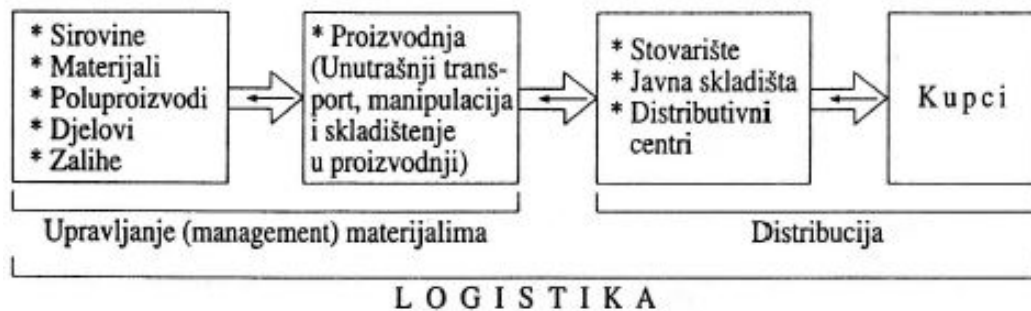 * Sirovine
* Materijali
* Poluproizvodi
* Djelovi
* Zalihe
* Proizvodnja
(Unutrašnji trans-
port, manipulacija
i skladištenje
u proizvodnji)
* Stovarište
* Javna skladišta
* Distributivni
centri
Kupci
Upravljanje (management) materijalima
Distribucija
LOGISTIKA